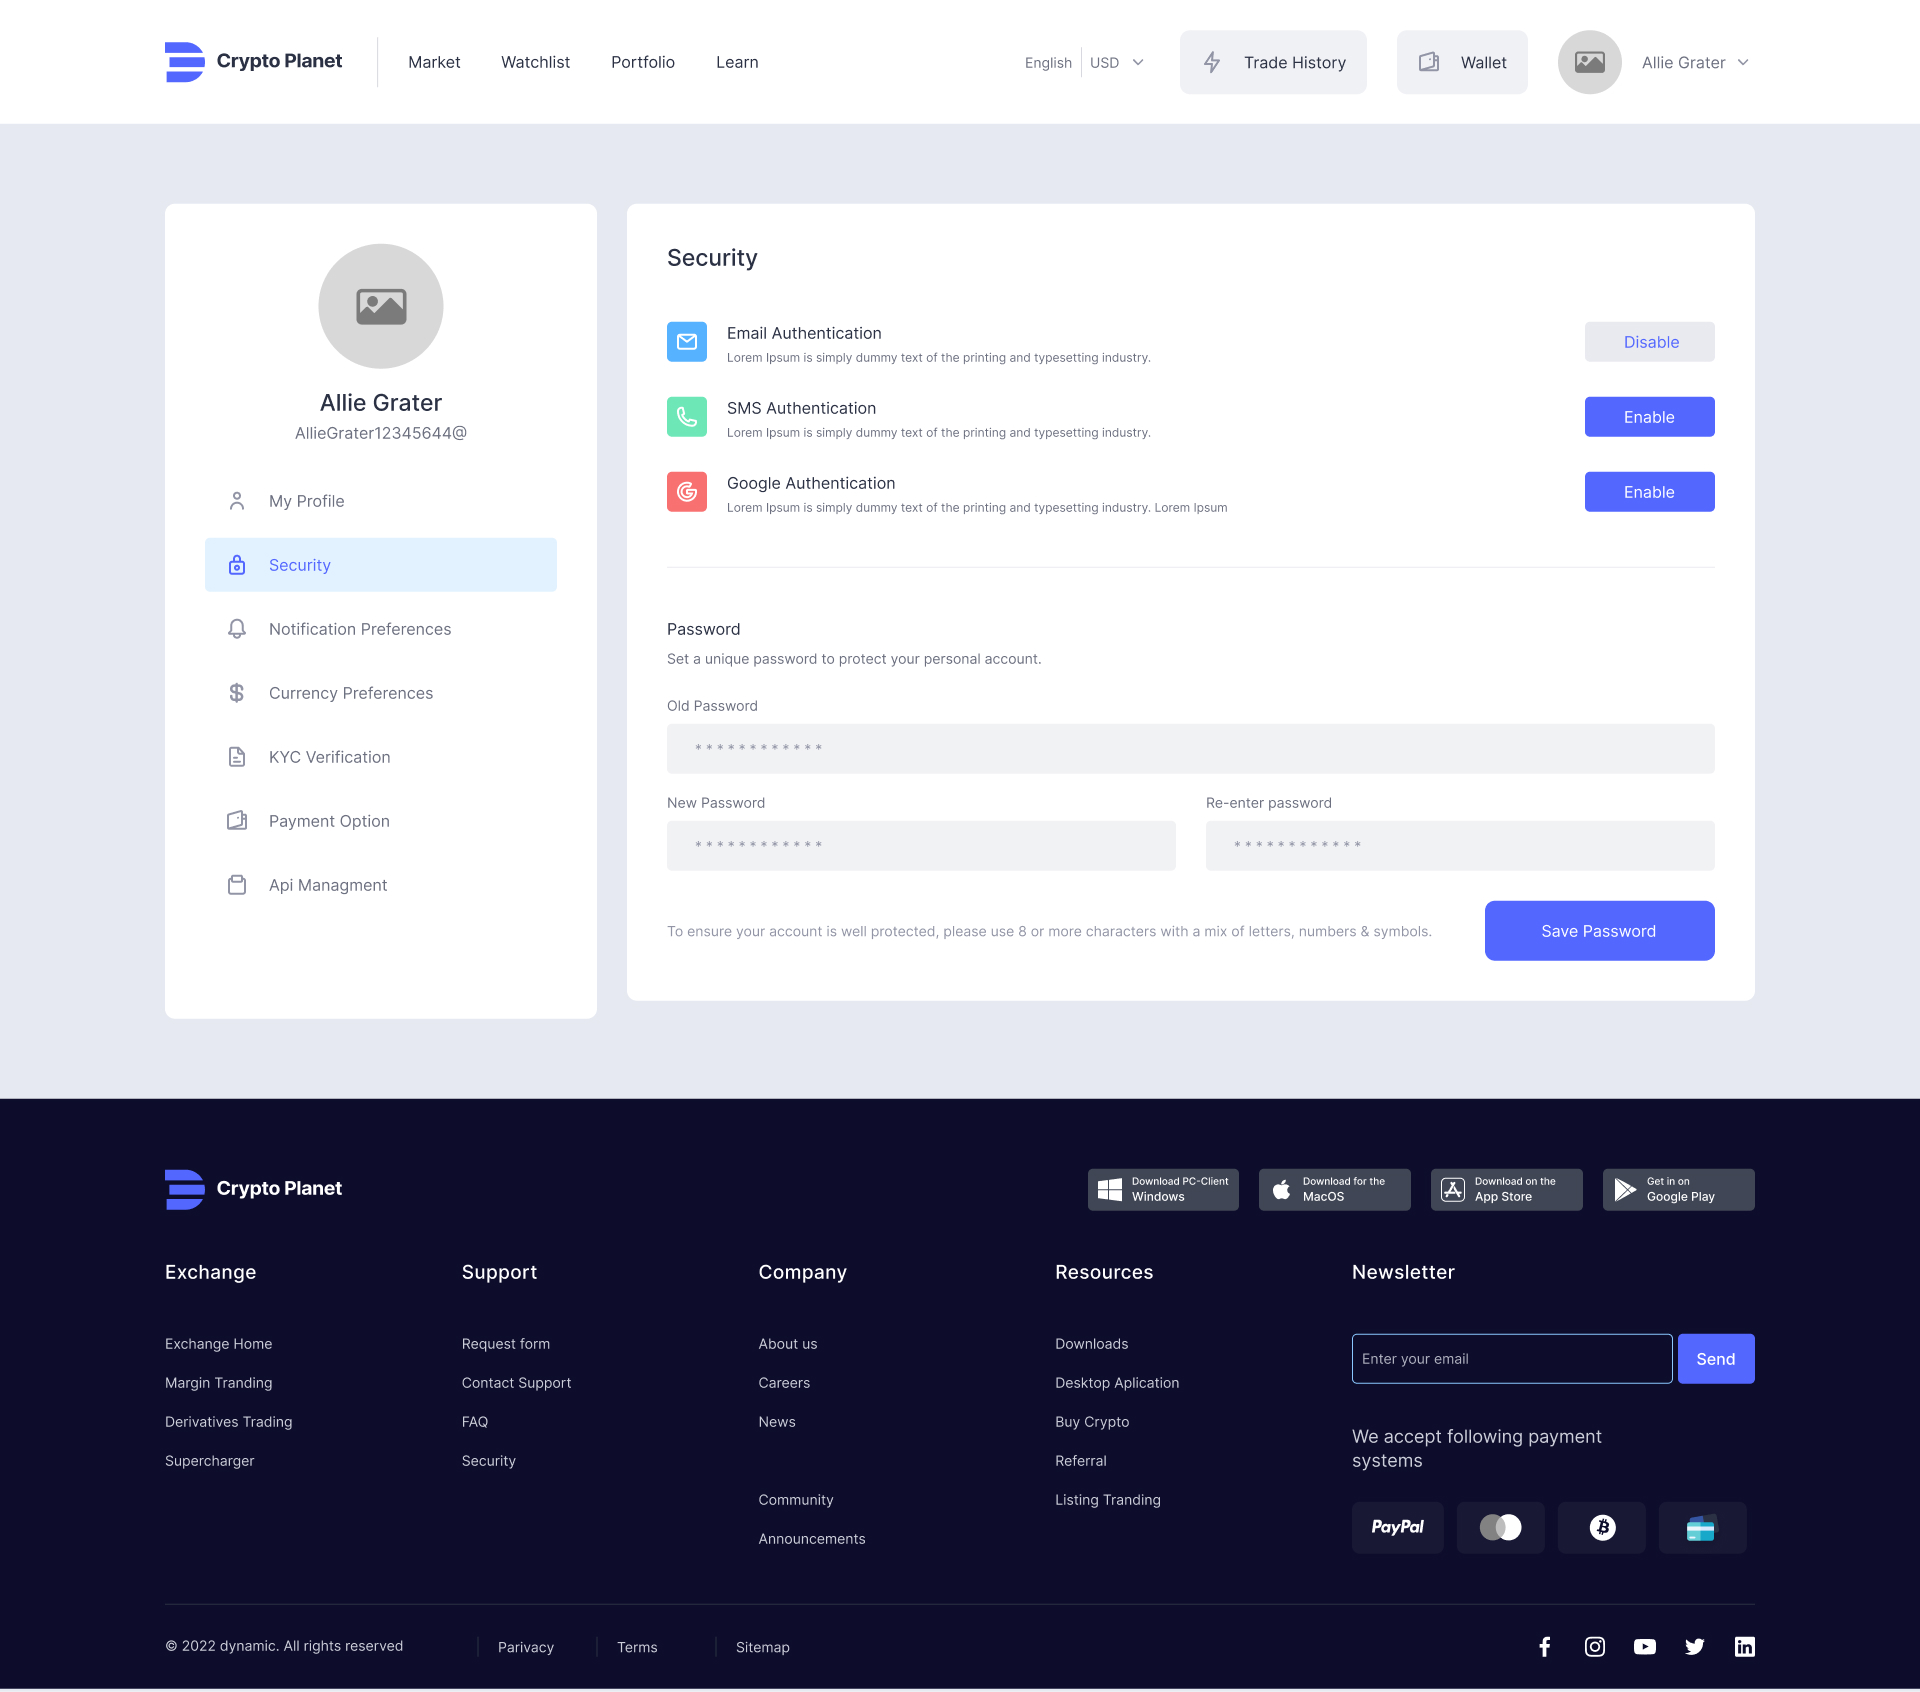 Crypto Planet
Market
Watchlist
Portfolio
Learn
English
USD
Trade History
Wallet
Allie Grater
Allie Grater
AllieGrater12345644@
My Profile
Security
Notification Preferences
Currency Preferences
KYC Verification
Payment Option
Api Managment
Security
Email Authentication
Lorem Ipsum is simply dummy text of the printing and typesetting industry.
Disable
SMS Authentication
Lorem Ipsum is simply dummy text of the printing and typesetting industry.
Enable
Google Authentication
Lorem Ipsum is simply dummy text of the printing and typesetting industry. Lorem Ipsum
Enable
Password
Set a unique password to protect your personal account.
Old Password
* * * * * * * * * * * *
New Password
* * * * * * * * * * * *
Re-enter password
* * * * * * * * * * * *
To ensure your account is well protected, please use 8 or more characters with a mix of letters, numbers & symbols.
Save Password
Crypto Planet
Download PC-Client
Windows
Download for the
MacOS
Download on the
App Store
Get in on
Google Play
Exchange
Exchange Home
Margin Tranding
Derivatives Trading
Supercharger
Support
Request form
Contact Support
FAQ
Security
Company
About us
Careers
News
Community
Announcements
Resources
Downloads
Desktop Aplication
Buy Crypto
Referral
Listing Tranding
Newsletter
Enter your email
Send
We accept following payment
systems
PayPal
© 2022 dynamic. All rights reserved
Parivacy
Terms
Sitemap